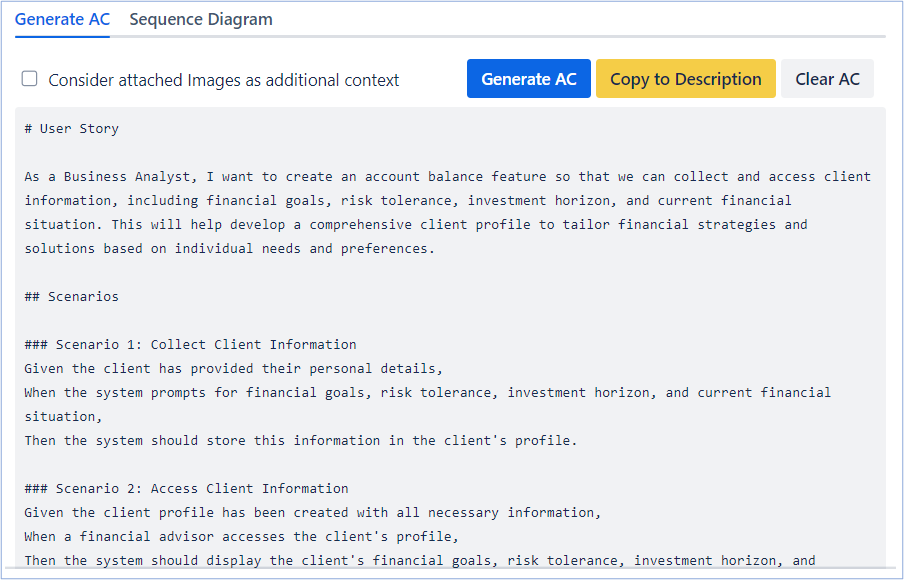 Generate AC Sequence Diagram
Consider attached Images as additional context Generate AC Copy to Description Clear AC
# User Story
As a Business Analyst, I want to create an account balance feature so that we can collect and access client
information, including financial goals, risk tolerance, investment horizon, and current financial
situation. This will help develop a comprehensive client profile to tailor financial strategies and
solutions based on individual needs and preferences.
## Scenarios
### Scenario 1: Collect Client Information
Given the client has provided their personal details,
When the system prompts for financial goals, risk tolerance, investment horizon, and current financial
situation,
Then the system should store this information in the client's profile.
### Scenario 2: Access Client Information
Given the client profile has been created with all necessary information,
When a financial advisor accesses the client's profile,
Then the system should display the client's financial goals, risk tolerance, investment horizon, and